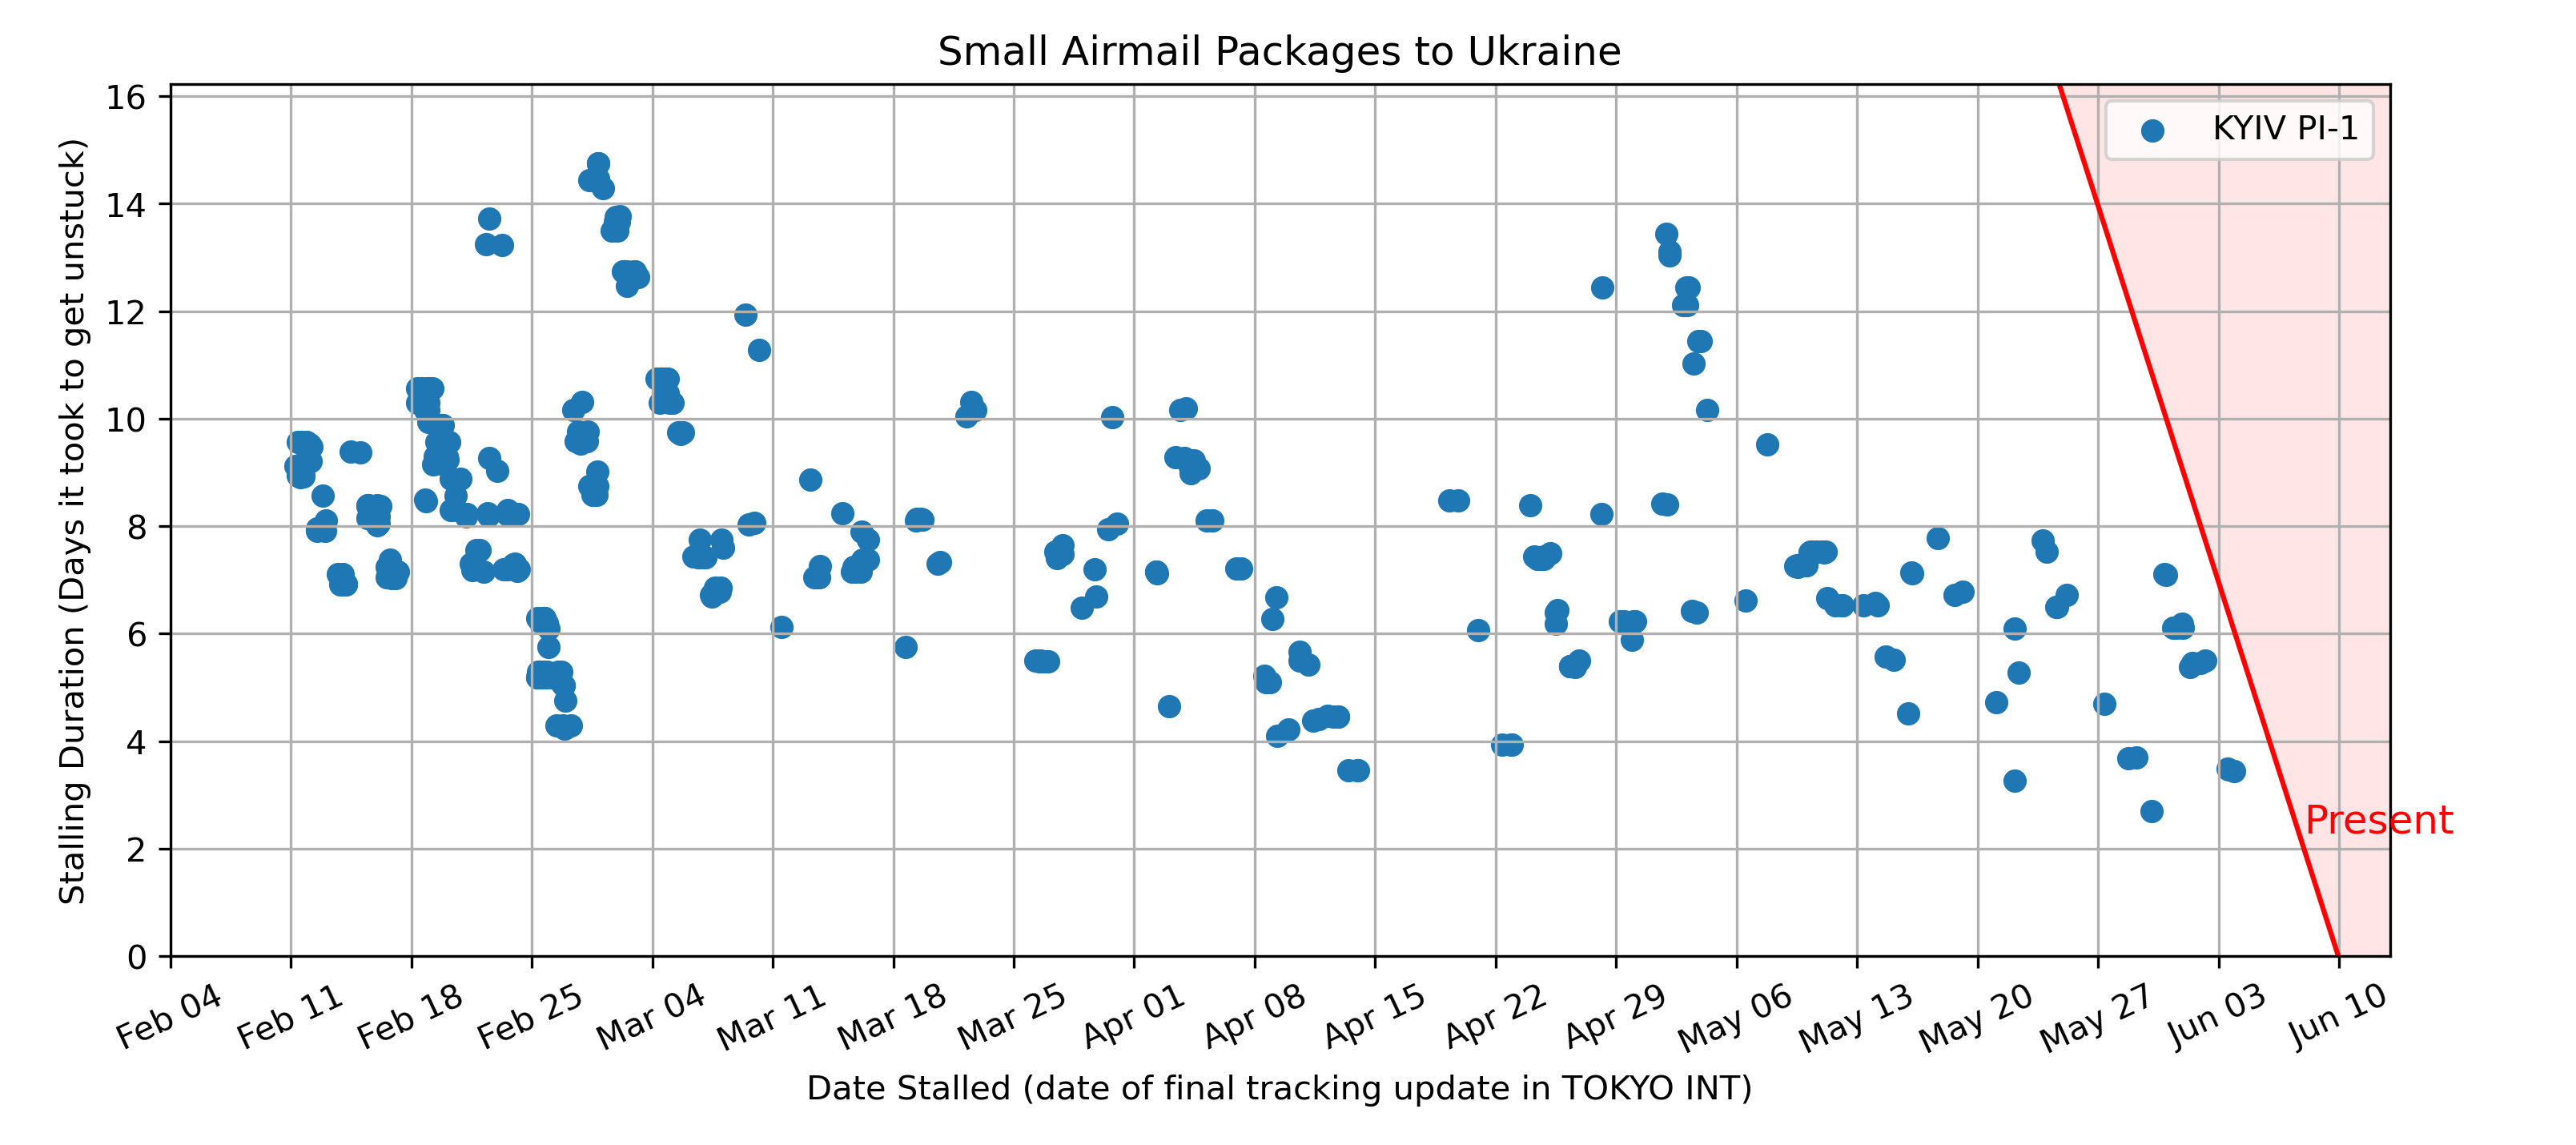 Small Airmail Packages to Ukraine
KYIV PI-1
16
14
12
10
8
6
4
2
0
Stalling Duration (Days it took to get unstuck)
Present
Feb 04
Feb 11
Feb 18
Feb 25
Mar 04
Mar 11
Mar 18
Mar 25
Apr 01
Apr 08
Apr 15
Apr 22
Apr 29
May 06
May 13
May 20
May 27
Jun 03
Jun 10
Date Stalled (date of final tracking update in TOKYO INT)